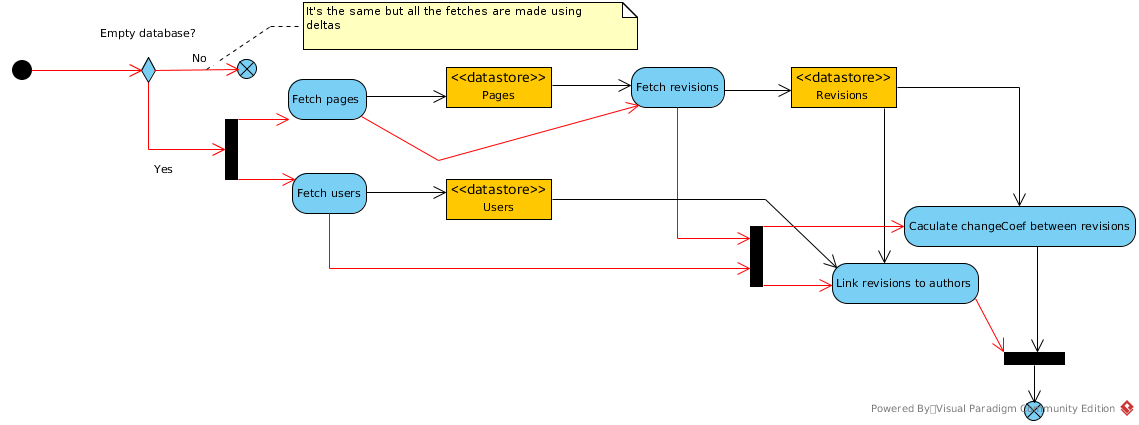 It's the same but all the fetches are made using
deltas
Empty database?
No
Yes
Fetch pages
<<datastore>>
Pages
Fetch revisions
<<datastore>>
Revisions
Fetch users
<<datastore>>
Users
Caculate changeCoef between revisions
Link revisions to authors
Powered By Visual Paradigm Community Edition